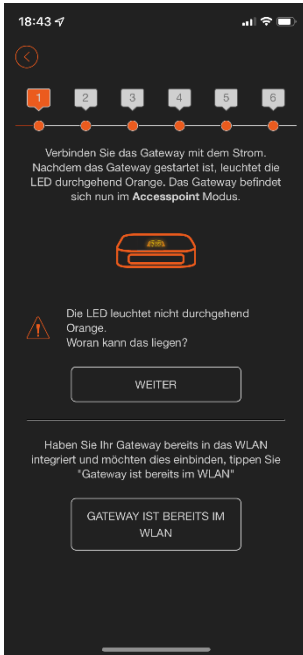 18:43
1 2 3 4 5 6
Verbinden Sie das Gateway mit dem Strom.
Nachdem das Gateway gestartet ist, leuchtet die
LED durchgehend Orange. Das Gateway befindet
sich nun im Accesspoint Modus.
Die LED leuchtet nicht durchgehend
Orange.
Woran kann das liegen?
WEITER
Haben Sie Ihr Gateway bereits in das WLAN
integriert und möchten dies einbinden, tippen Sie
"Gateway ist bereits im WLAN"
GATEWAY IST BEREITS IM
WLAN